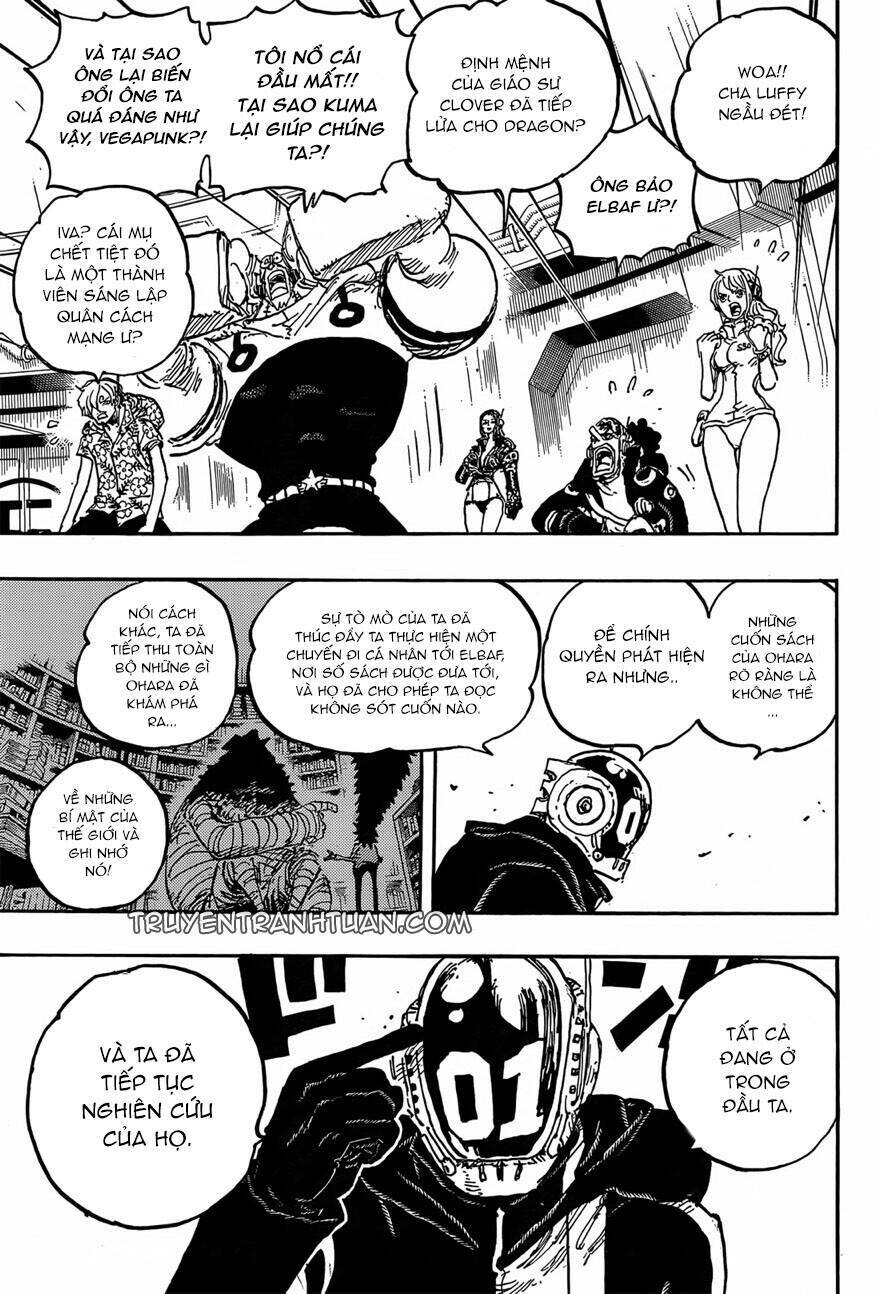 WOA!!
CHA LUFFY
NGẦU ĐÉT!
ÔNG BẢO
ELBAF Ư?!
ĐỊNH MỆNH
CỦA GIÁO SƯ
CLOVER ĐÃ TIẾP
LỬA CHO DRAGON?
TÔI NỔ CÁI
ĐẦU MẤT!!
TẠI SAO KUMA
LẠI GIÚP CHÚNG
TA?!
VÀ TẠI SAO
ÔNG LẠI BIẾN
ĐỔI ÔNG TA
QUÁ ĐÁNG NHƯ
VẬY, VEGAPUNK?!
IVA? CÁI MỤ
CHẾT TIỆT ĐÓ
LÀ MỘT THÀNH
VIÊN SÁNG LẬP
QUÂN CÁCH
MẠNG Ư?
NHỮNG
CUỐN SÁCH
CỦA OHARA
RÕ RÀNG LÀ
KHÔNG THỂ
...
ĐỂ CHÍNH
QUYỀN PHÁT HIỆN
RA NHƯNG..
SỰ TÒ MÒ CỦA TA ĐÃ
THÚC ĐẨY TA THỰC HIỆN MỘT
CHUYẾN ĐI CÁ NHÂN TỚI ELBAF,
NƠI SỐ SÁCH ĐƯỢC ĐƯA TỚI,
VÀ HỌ ĐÃ CHO PHÉP TA ĐỌC
KHÔNG SÓT CUỐN NÀO.
NÓI CÁCH
KHÁC, TA ĐÃ
TIẾP THU TOÀN
BỘ NHỮNG GÌ
OHARA ĐÃ
KHÁM PHÁ
RA...
VỀ NHỮNG
BÍ MẬT CỦA
THẾ GIỚI VÀ
GHI NHỚ
NÓ!
TRUYENTRANHTUAN.COM
TẤT CẢ
ĐANG Ở
TRONG
ĐẦU TA.
01
VÀ TA ĐÃ
TIẾP TỤC
NGHIÊN CỨU
CỦA HỌ.